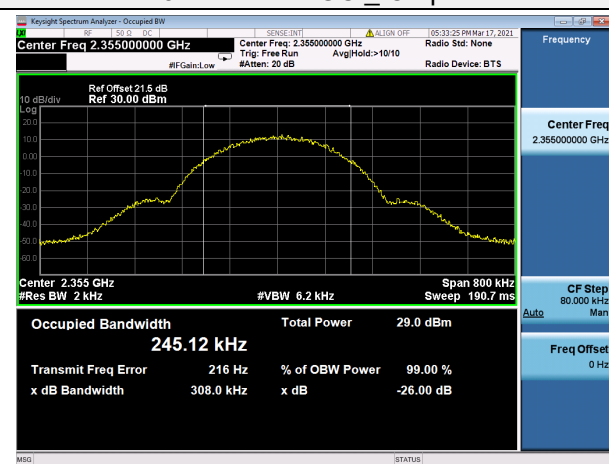 Keysight Spectrum Analyzer - Occupied BW
RF 50 Ω DC SENSE:INT ALIGN OFF 05:33:25 PM Mar 17, 2021
Center Freq 2.355000000 GHz Center Freq: 2.355000000 GHz Radio Std: None Frequency
Trig: Free Run Avg|Hold:>10/10
#IFGain:Low #Atten: 20 dB Radio Device: BTS
Ref Offset 21.5 dB
10 dB/div Ref 30.00 dBm
Log
20.0
10.0
0.00
-10.0
-20.0
-30.0
-40.0
-50.0
-60.0
Center Freq
2.355000000 GHz
Center 2.355 GHz Span 800 kHz
#Res BW 2 kHz #VBW 6.2 kHz Sweep 190.7 ms
CF Step
80.000 kHz
Auto Man
Occupied Bandwidth Total Power 29.0 dBm
245.12 kHz
Transmit Freq Error 216 Hz % of OBW Power 99.00 %
x dB Bandwidth 308.0 kHz x dB -26.00 dB
Freq Offset
0 Hz
MSG STATUS